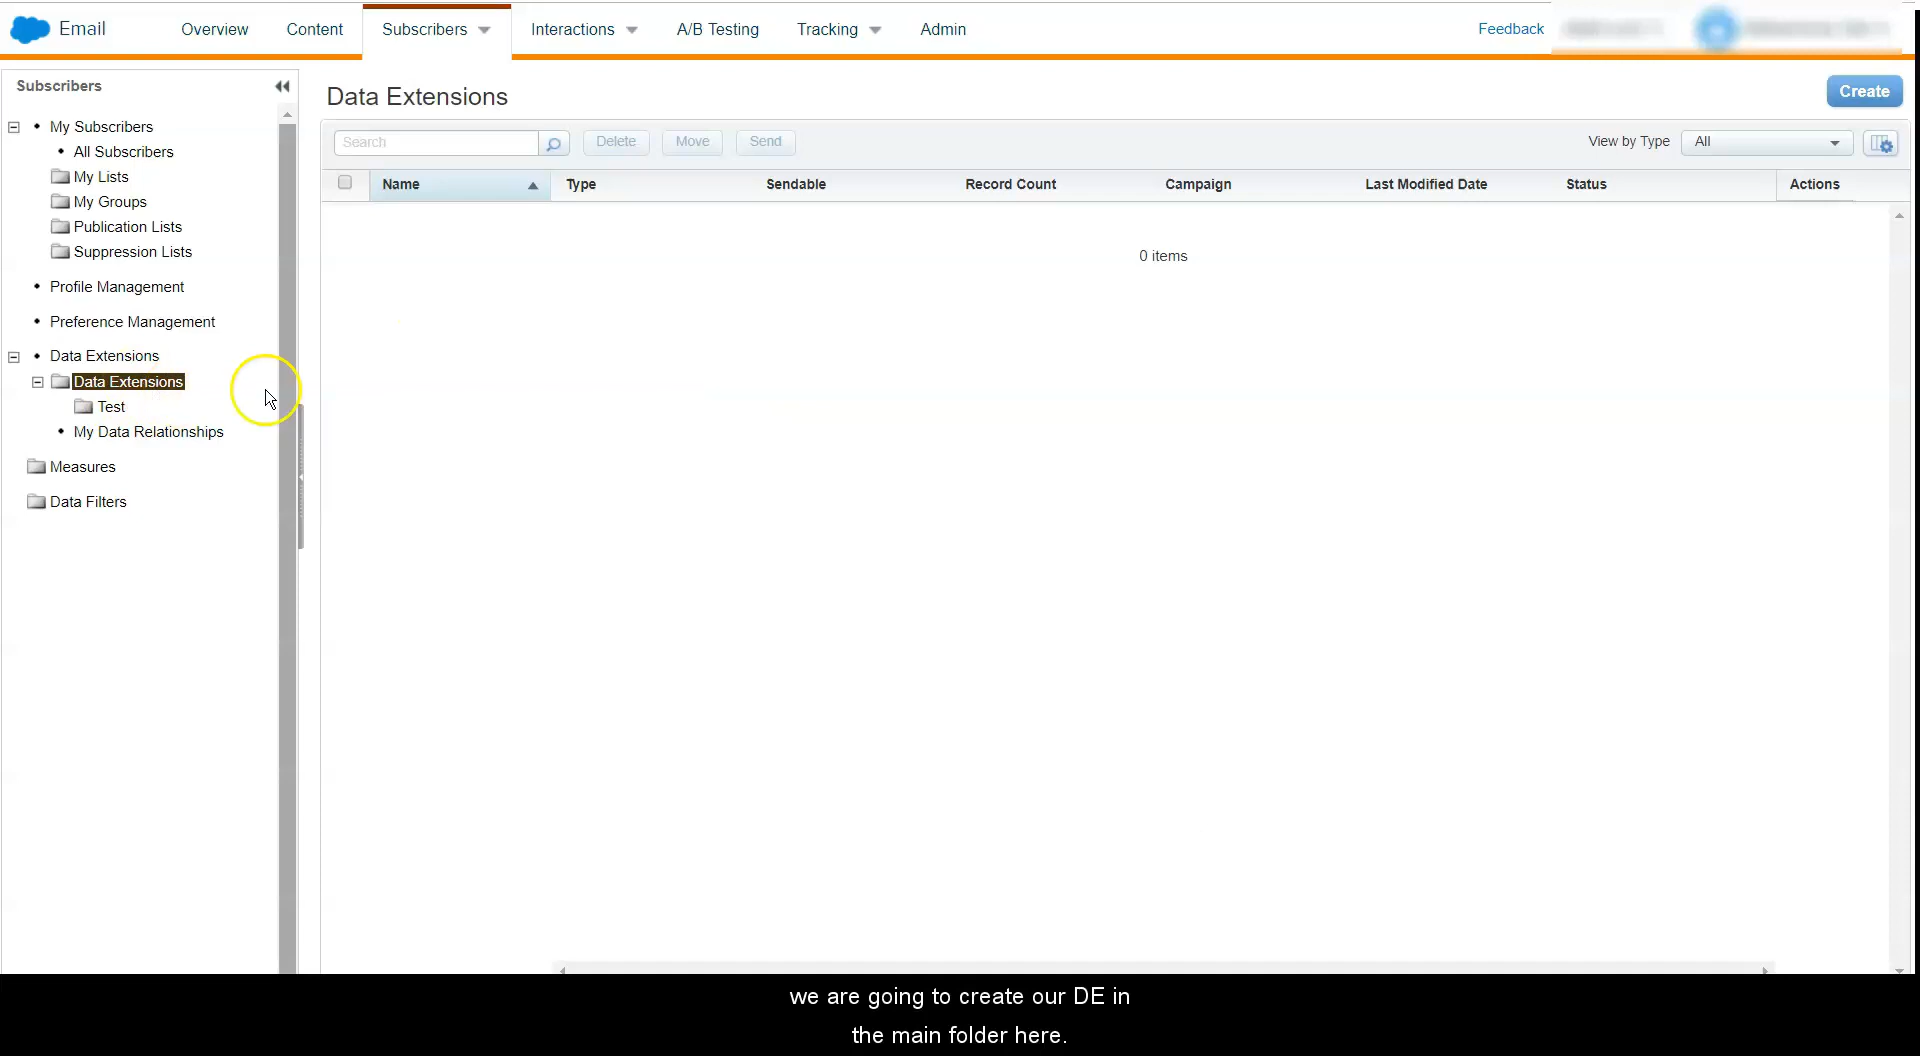 Email Overview Content Subscribers Interactions A/B Testing Tracking Admin Feedback
Subscribers
My Subscribers
All Subscribers
My Lists
My Groups
Publication Lists
Suppression Lists
Profile Management
Preference Management
Data Extensions
Data Extensions
Test
My Data Relationships
Measures
Data Filters
Data Extensions Create
Search Delete Move Send View by Type All
Name Type Sendable Record Count Campaign Last Modified Date Status Actions
0 items
we are going to create our DE in
the main folder here.